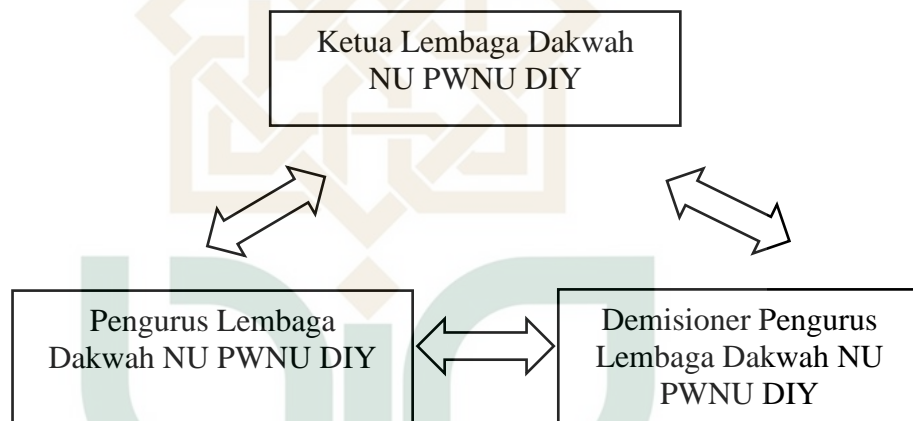 Ketua Lembaga Dakwah
NU PWNU DIY
Pengurus Lembaga
Dakwah NU PWNU DIY
Demisioner Pengurus
Lembaga Dakwah NU
PWNU DIY